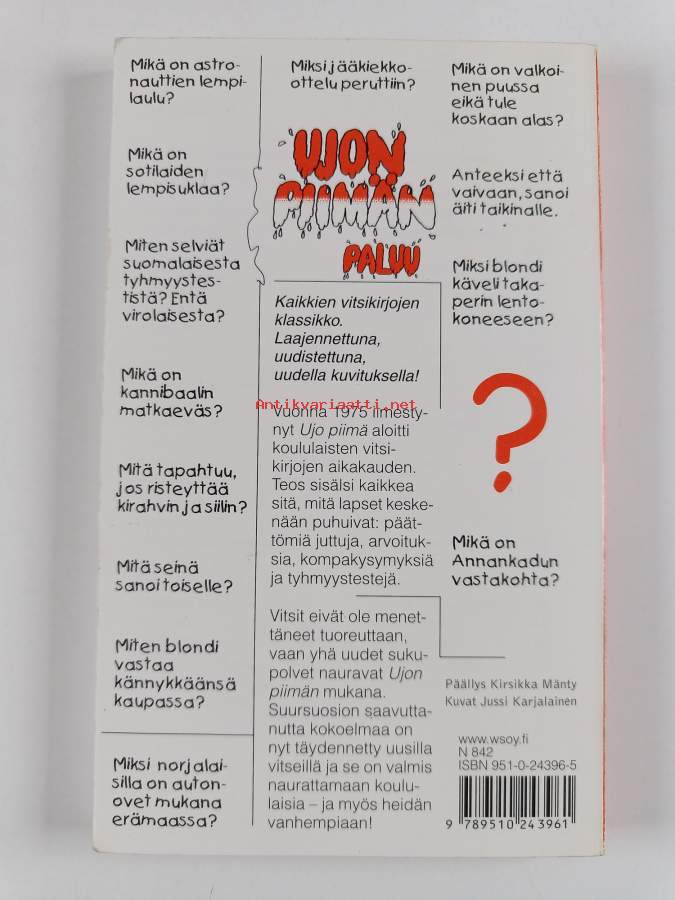 Mikä on astro-
nauttien lempi-
laulu?
Mikä on
sotilaiden
lempisuklaa?
Miten selviät
suomalaisesta
tyhmyystes-
tistä? Entä
virolaisesta?
Mikä on
kannibaalin
matkaeväs?
Mitä tapahtuu,
jos risteyttää
kirahvin ja siilin?
Mitä seinä
sanoi toiselle?
Miten blondi
vastaa
kännykkäänsä
kaupassa?
Miksi norjalai-
silla on auton-
ovet mukana
erämaassa?
Miksi jääkiekko-
ottelu peruttiin?
UJON
PIIMÄN
PALUU
Kaikkien vitsikirjojen
klassikko.
Laajennettuna,
uudistettuna,
uudella kuvituksella!
Antikvariaatti.net
Vuonna 1975 ilmesty-
nyt Ujo piimä aloitti
koululaisten vitsi-
kirjojen aikakauden.
Teos sisälsi kaikkea
sitä, mitä lapset keske-
nään puhuivat: päät-
tömiä juttuja, arvoituk-
sia, kompakysymyksiä
ja tyhmyystestejä.
Vitsit eivät ole menet-
täneet tuoreuttaan,
vaan yhä uudet suku-
polvet nauravat Ujon
piimän mukana.
Suursuosion saavutta-
nutta kokoelmaa on
nyt täydennetty uusilla
vitseillä ja se on valmis
naurattamaan koulu-
laisia – ja myös heidän
vanhempiaan!
Mikä on valkoi-
nen puussa
eikä tule
koskaan alas?
Anteeksi että
vaivaan, sanoi
äiti taikinalle.
Miksi blondi
käveli taka-
perin lento-
koneeseen?
?
Mikä on
Annankadun
vastakohta?
Päällys Kirsikka Mänty
Kuvat Jussi Karjalainen
www.wsoy.fi
N 842
ISBN 951-0-24396-5
9 789510 243961